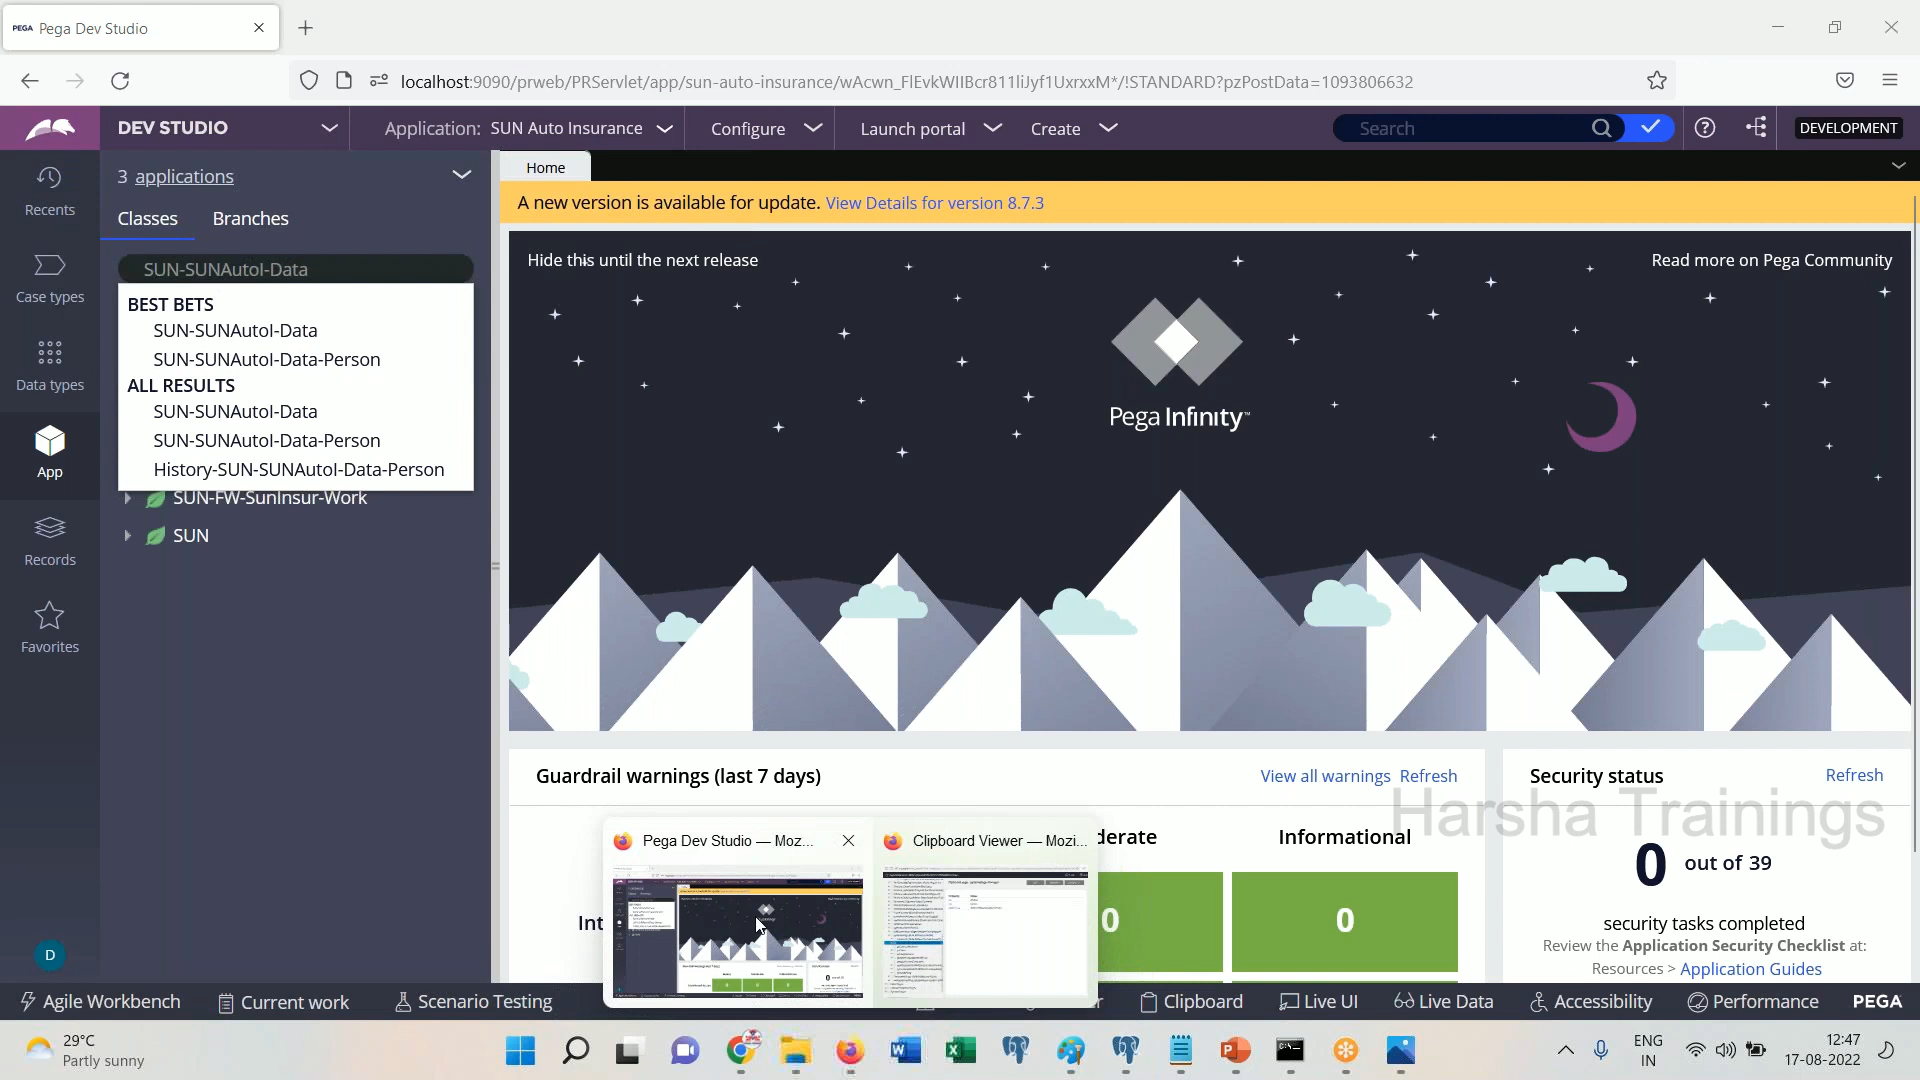 PEGA Pega Dev Studio
localhost:9090/prweb/PRServlet/app/sun-auto-insurance/wAcwn_FlEvkWIIBcr811liJyf1UxrxxM*/!STANDARD?pzPostData=1093806632
DEV STUDIO
Application: SUN Auto Insurance
Configure
Launch portal
Create
Search
DEVELOPMENT
Recents
Case types
Data types
App
Records
Favorites
D
3 applications
Classes
Branches
SUN-SUNAutoI-Data
BEST BETS
SUN-SUNAutoI-Data
SUN-SUNAutoI-Data-Person
ALL RESULTS
SUN-SUNAutoI-Data
SUN-SUNAutoI-Data-Person
History-SUN-SUNAutoI-Data-Person
SUN-FW-SunInsur-Work
SUN
Home
A new version is available for update. View Details for version 8.7.3
Hide this until the next release
Read more on Pega Community
Pega Infinity™
Guardrail warnings (last 7 days)
View all warnings Refresh
Int
derate
Informational
0
0
Security status
Refresh
Harsha Trainings
0 out of 39
security tasks completed
Review the Application Security Checklist at:
Resources > Application Guides
Pega Dev Studio — Moz...
Clipboard Viewer — Mozi...
Agile Workbench
Current work
Scenario Testing
r
Clipboard
Live UI
Live Data
Accessibility
Performance
PEGA
29°C
Partly sunny
ENG
IN
12:47
17-08-2022